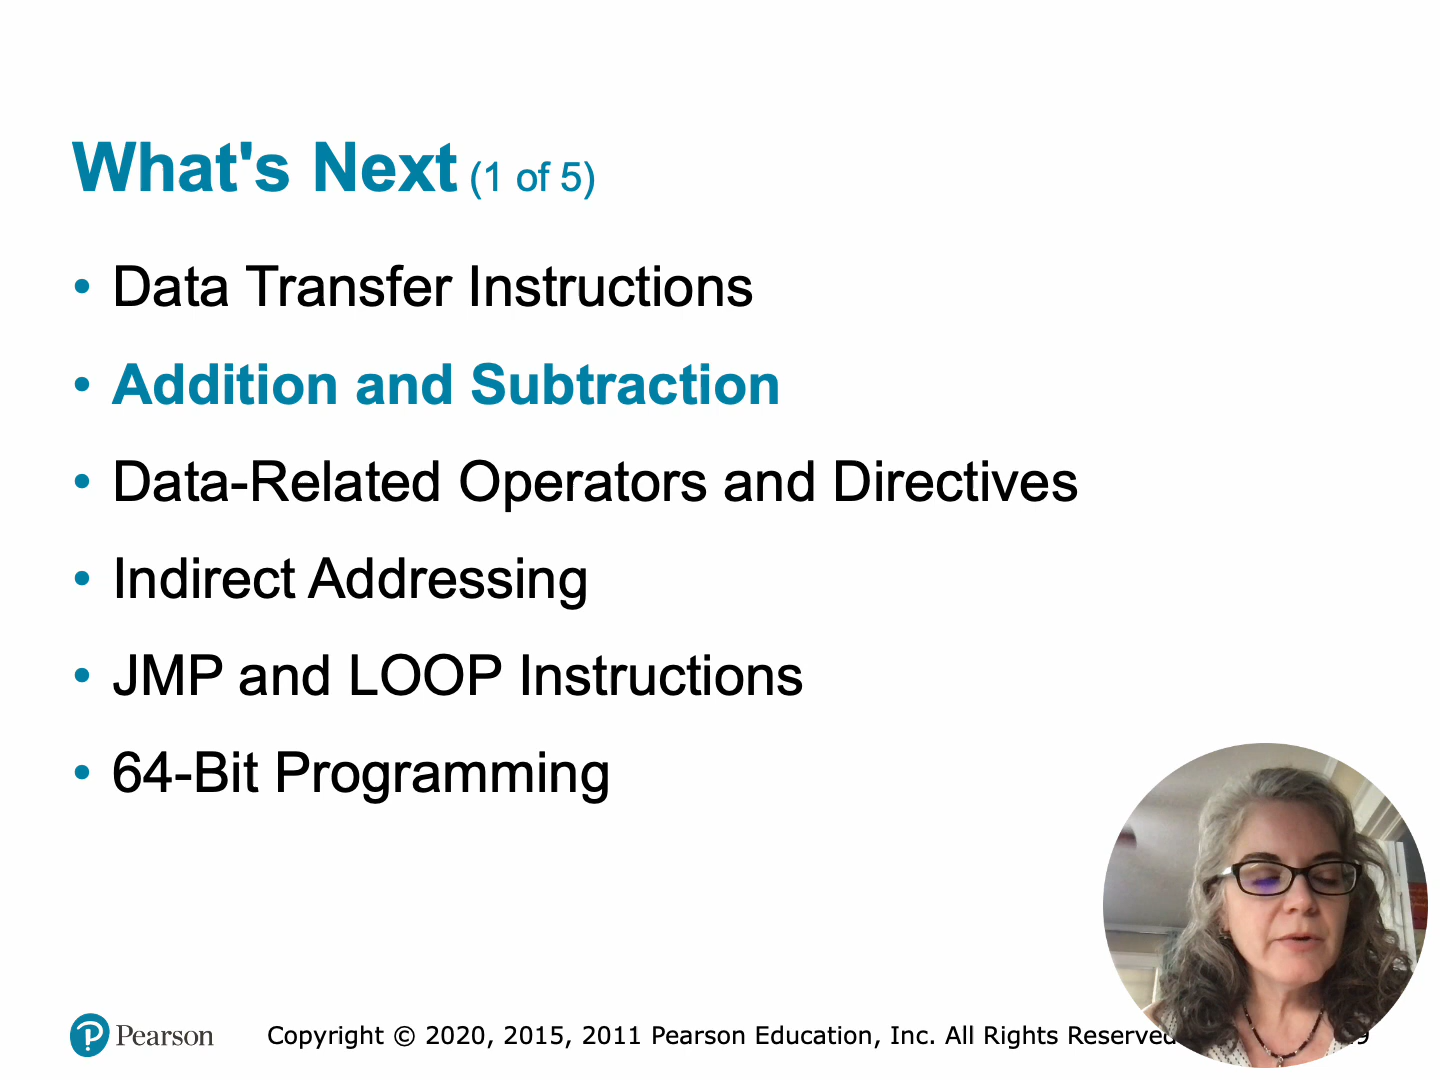 What's Next (1 of 5)
• Data Transfer Instructions
• Addition and Subtraction
• Data-Related Operators and Directives
• Indirect Addressing
• JMP and LOOP Instructions
• 64-Bit Programming
Pearson
Copyright © 2020, 2015, 2011 Pearson Education, Inc. All Rights Reserved